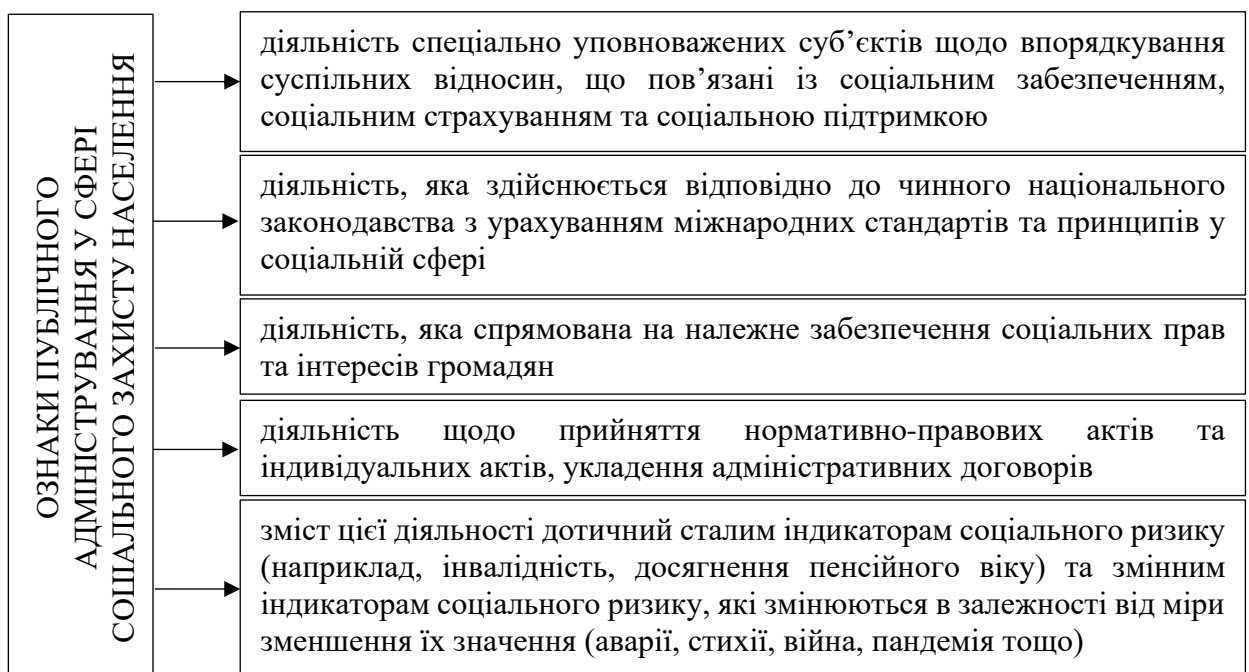 ОЗНАКИ ПУБЛІЧНОГО
АДМІНІСТРУВАННЯ У СФЕРІ
СОЦІАЛЬНОГО ЗАХИСТУ НАСЕЛЕННЯ
діяльність спеціально уповноважених суб’єктів щодо впорядкування
суспільних відносин, що пов’язані із соціальним забезпеченням,
соціальним страхуванням та соціальною підтримкою
діяльність, яка здійснюється відповідно до чинного національного
законодавства з урахуванням міжнародних стандартів та принципів у
соціальній сфері
діяльність, яка спрямована на належне забезпечення соціальних прав
та інтересів громадян
діяльність щодо прийняття нормативно-правових актів та
індивідуальних актів, укладення адміністративних договорів
зміст цієї діяльності дотичний сталим індикаторам соціального ризику
(наприклад, інвалідність, досягнення пенсійного віку) та змінним
індикаторам соціального ризику, які змінюються в залежності від міри
зменшення їх значення (аварії, стихії, війна, пандемія тощо)